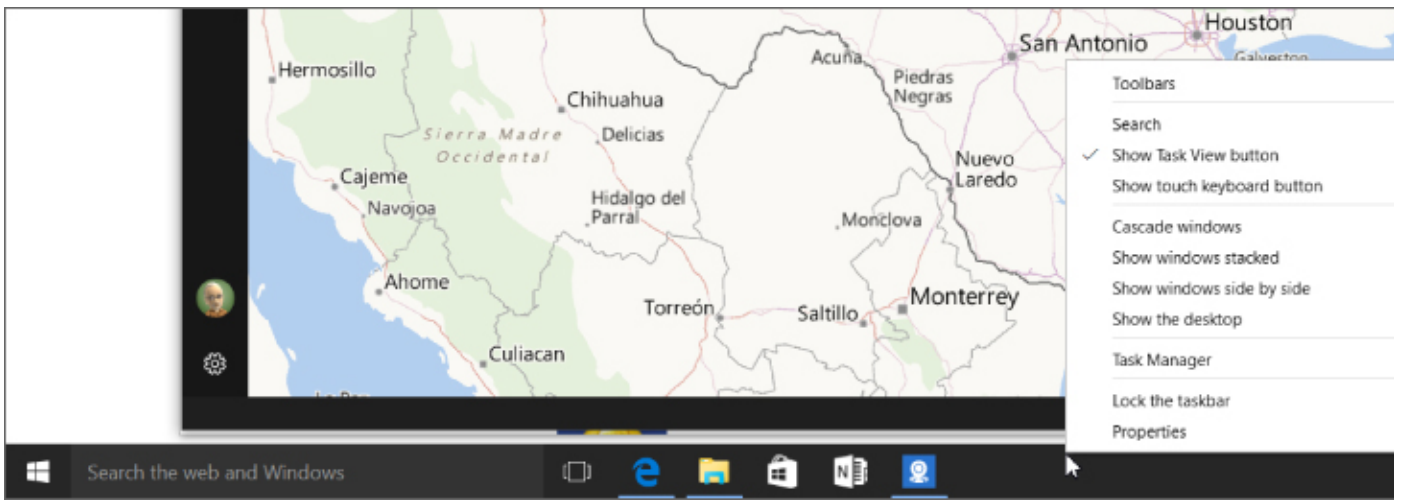 Houston
San Antonio
Galveston
Acuña
Hermosillo
Piedras
Negras
Chihuahua
Sierra Madre
Occidental
Delicias
Nuevo
Laredo
Cajeme
Navojoa
Hidalgo del
Parral
Monclova
Ahome
Torreón
Saltillo
Monterrey
Culiacan
Toolbars
Search
Show Task View button
Show touch keyboard button
Cascade windows
Show windows stacked
Show windows side by side
Show the desktop
Task Manager
Lock the taskbar
Properties
Search the web and Windows
N